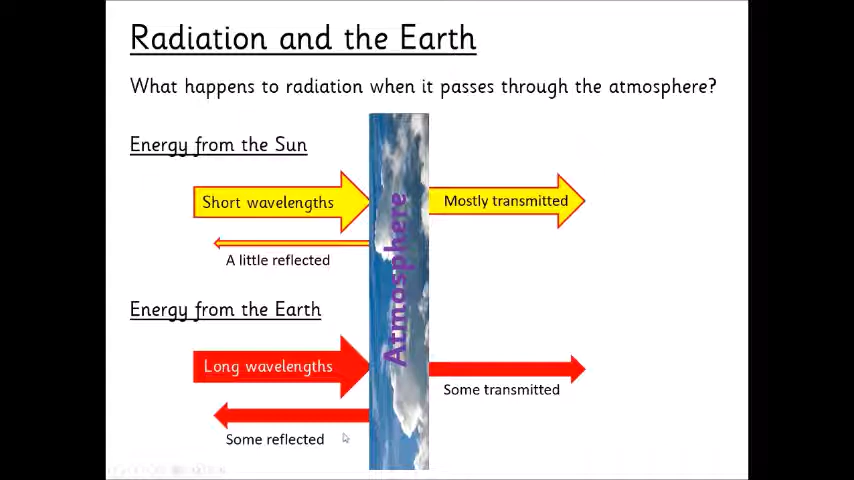 Radiation and the Earth
What happens to radiation when it passes through the atmosphere?
Energy from the Sun
Short wavelengths
Mostly transmitted
A little reflected
Atmosphere
Energy from the Earth
Long wavelengths
Some transmitted
Some reflected